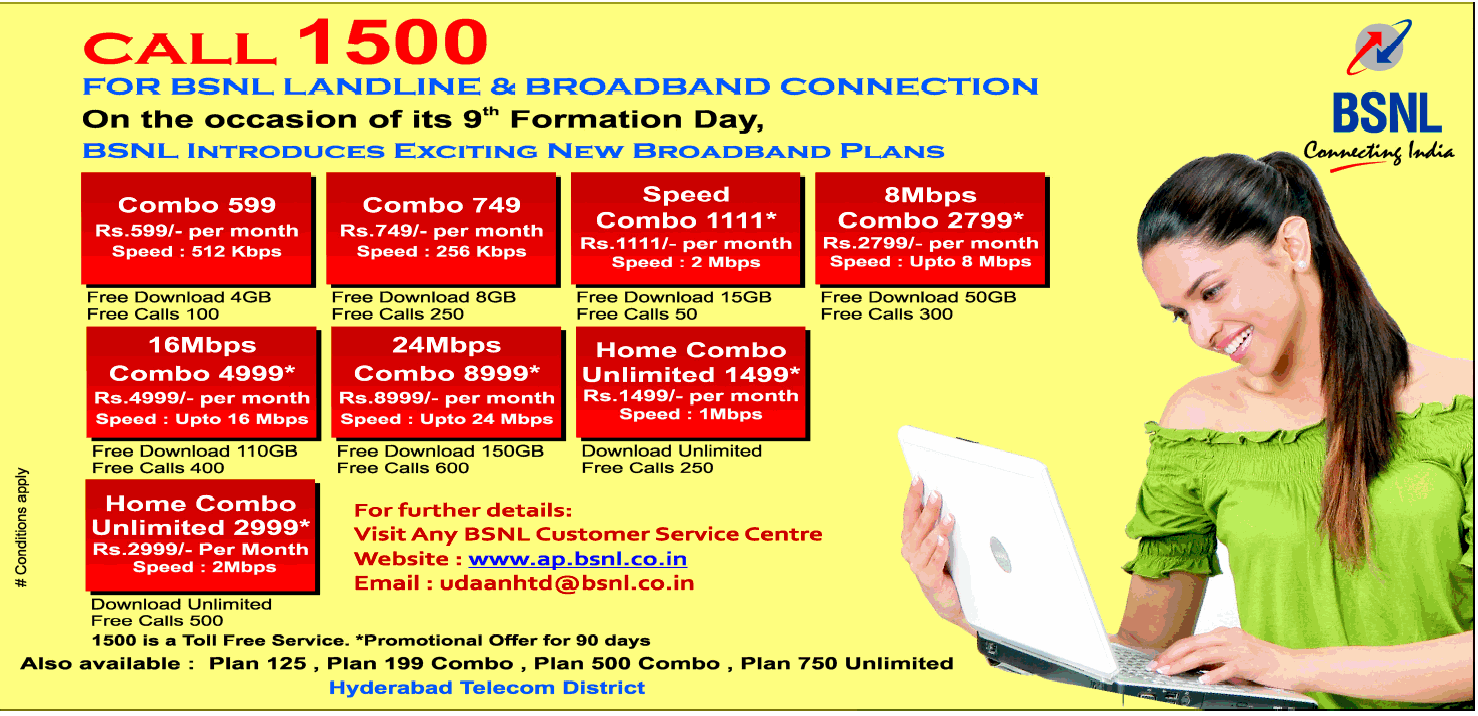 CALL 1500
FOR BSNL LANDLINE & BROADBAND CONNECTION
On the occasion of its 9th Formation Day,
BSNL INTRODUCES EXCITING NEW BROADBAND PLANS
BSNL
Connecting India
Combo 599
Rs.599/- per month
Speed : 512 Kbps
Free Download 4GB
Free Calls 100
Combo 749
Rs.749/- per month
Speed : 256 Kbps
Free Download 8GB
Free Calls 250
Speed
Combo 1111*
Rs.1111/- per month
Speed : 2 Mbps
Free Download 15GB
Free Calls 50
8Mbps
Combo 2799*
Rs.2799/- per month
Speed : Upto 8 Mbps
Free Download 50GB
Free Calls 300
16Mbps
Combo 4999*
Rs.4999/- per month
Speed : Upto 16 Mbps
Free Download 110GB
Free Calls 400
24Mbps
Combo 8999*
Rs.8999/- per month
Speed : Upto 24 Mbps
Free Download 150GB
Free Calls 600
Home Combo
Unlimited 1499*
Rs.1499/- per month
Speed : 1Mbps
Download Unlimited
Free Calls 250
Home Combo
Unlimited 2999*
Rs.2999/- Per Month
Speed : 2Mbps
Download Unlimited
Free Calls 500
For further details:
Visit Any BSNL Customer Service Centre
Website : www.ap.bsnl.co.in
Email : udaanhtd@bsnl.co.in
# Conditions apply
1500 is a Toll Free Service. *Promotional Offer for 90 days
Also available : Plan 125 , Plan 199 Combo , Plan 500 Combo , Plan 750 Unlimited
Hyderabad Telecom District